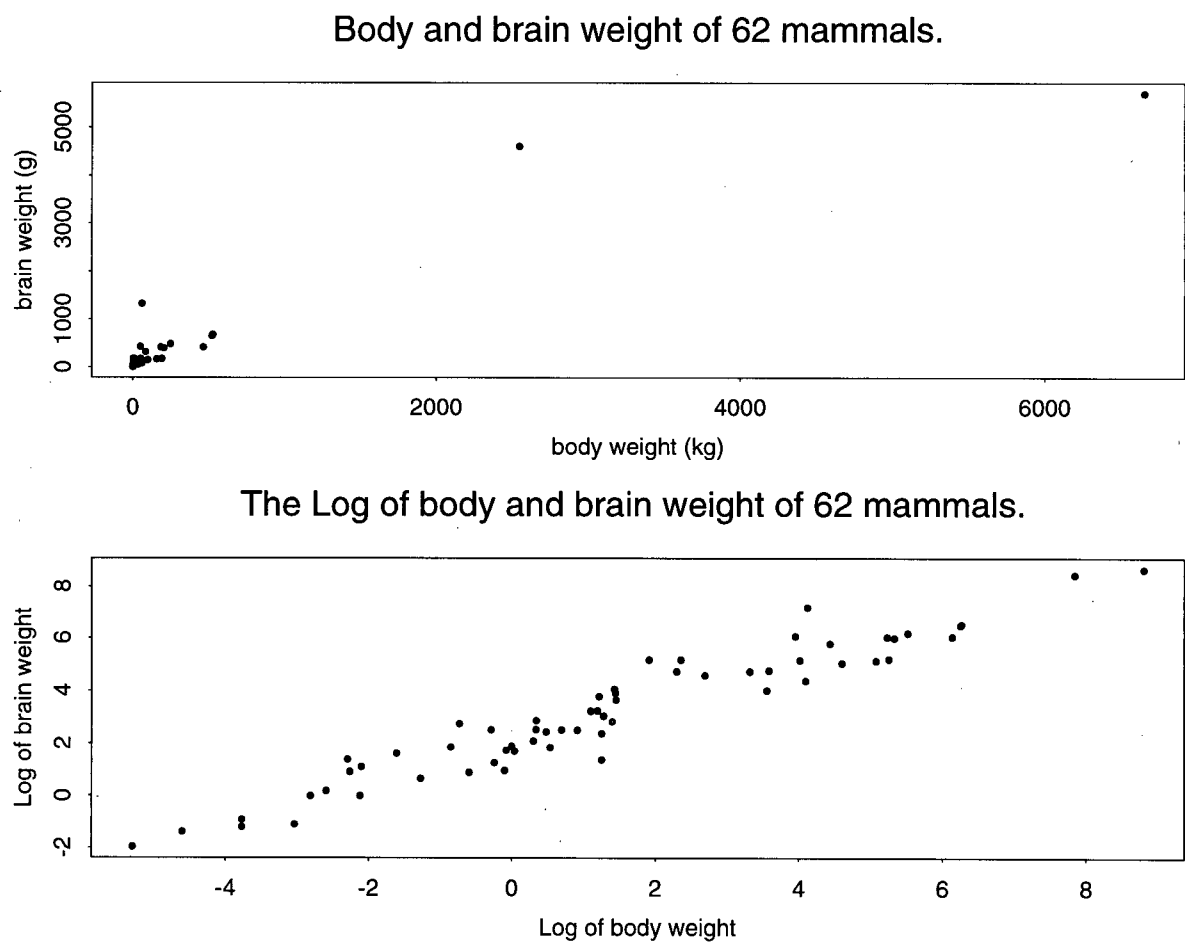 Body and brain weight of 62 mammals.
5000
3000
1000
0
brain weight (g)
0 2000 4000 6000
body weight (kg)
The Log of body and brain weight of 62 mammals.
8
6
4
2
0
-2
Log of brain weight
-4 -2 0 2 4 6 8
Log of body weight